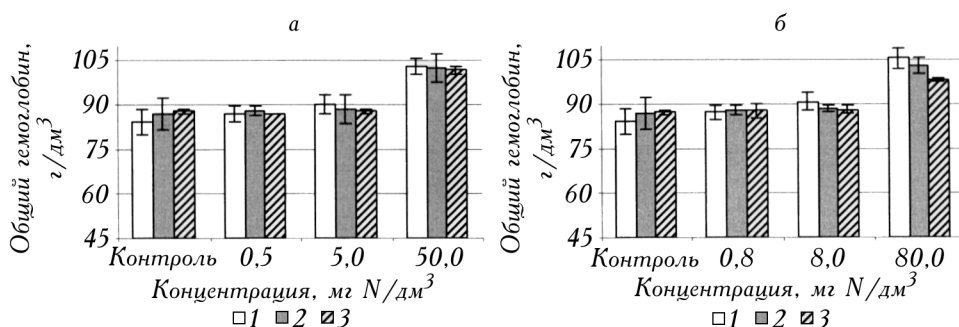 а
Общий гемоглобин,
г/дм³
105
90
75
60
45
Контроль 0,5 5,0 50,0
Концентрация, мг N/дм³
1 2 3
б
Общий гемоглобин,
г/дм³
105
90
75
60
45
Контроль 0,8 8,0 80,0
Концентрация, мг N/дм³
1 2 3